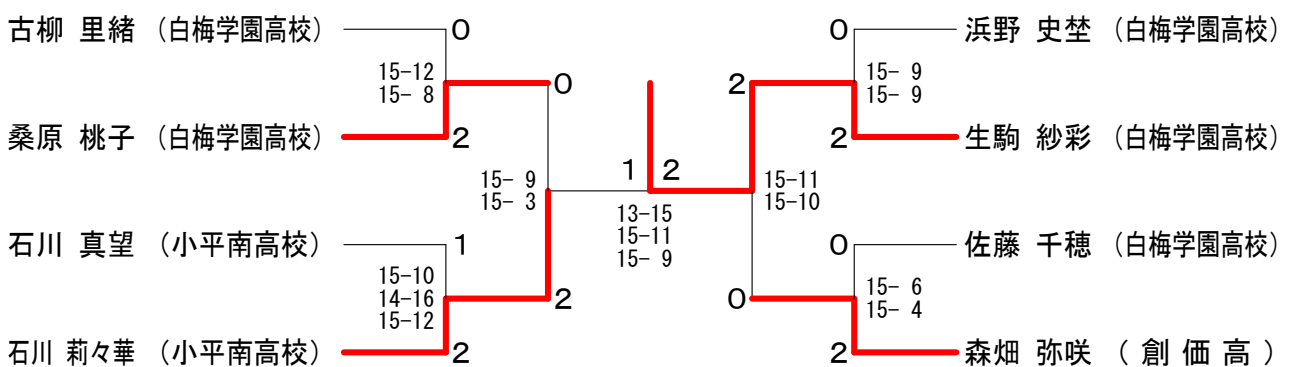 古柳 里緒 （白梅学園高校） 0
15-12
15- 8
0
桑原 桃子 （白梅学園高校） 2
15- 9
15- 3
石川 真望 （小平南高校） 1
15-10
14-16
15-12
2
石川 莉々華 （小平南高校） 2
1 2
13-15
15-11
15- 9
0 浜野 史埜 （白梅学園高校）
15- 9
15- 9
2
2 生駒 紗彩 （白梅学園高校）
15-11
15-10
0 佐藤 千穂 （白梅学園高校）
15- 6
15- 4
0
2 森畑 弥咲 （ 創 価 高 ）